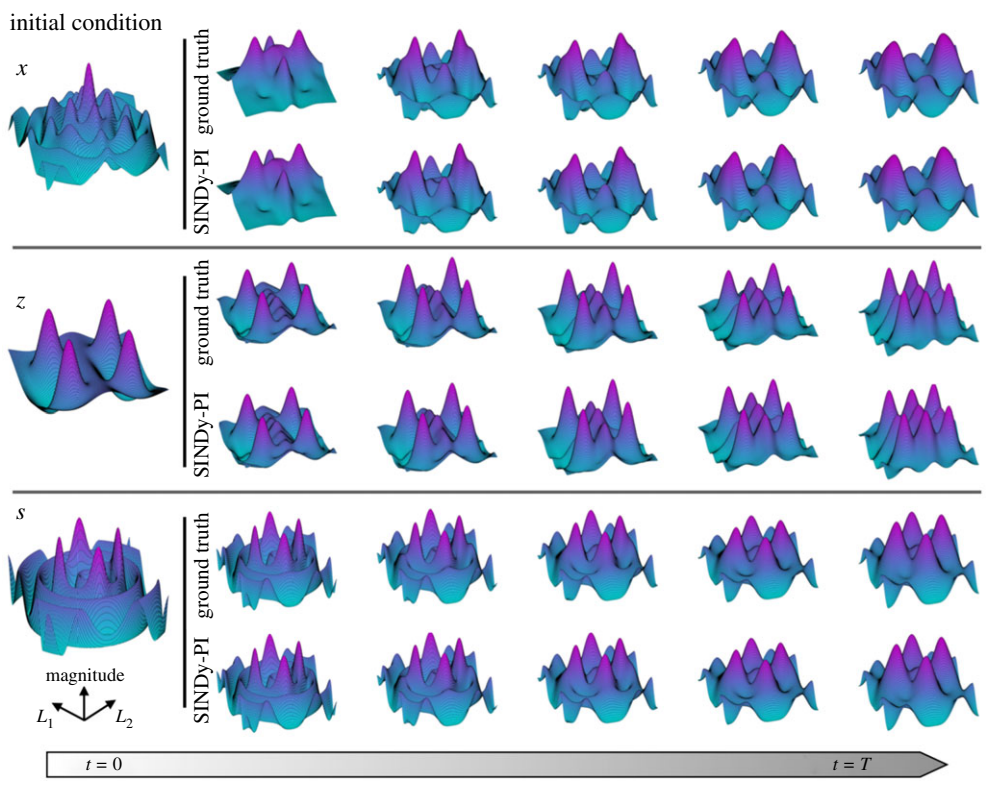 initial condition
x
ground truth
SINDy-PI
z
ground truth
SINDy-PI
s
ground truth
SINDy-PI
magnitude
L₁
L₂
t = 0
t = T